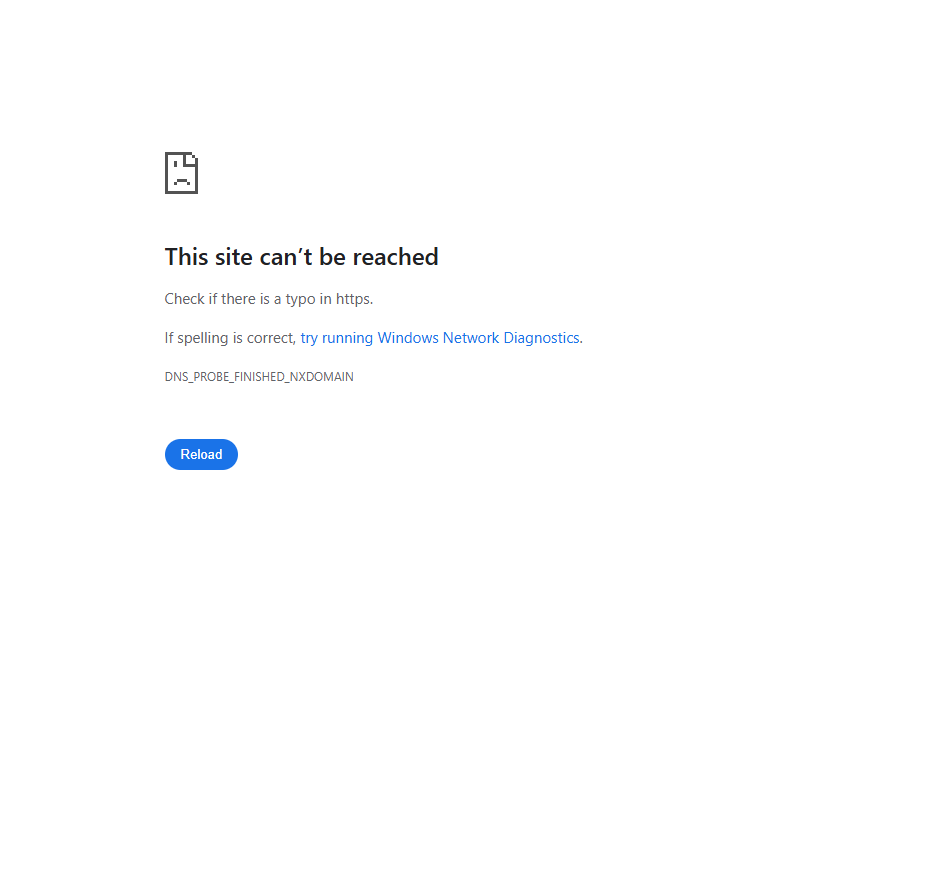 This site can’t be reached
Check if there is a typo in https.
If spelling is correct, try running Windows Network Diagnostics.
DNS_PROBE_FINISHED_NXDOMAIN
Reload